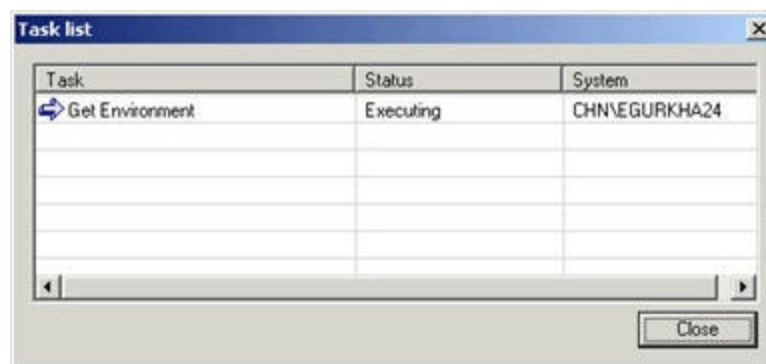 Task list
Task Status System
Get Environment Executing CHN\EGURKHA24
Close